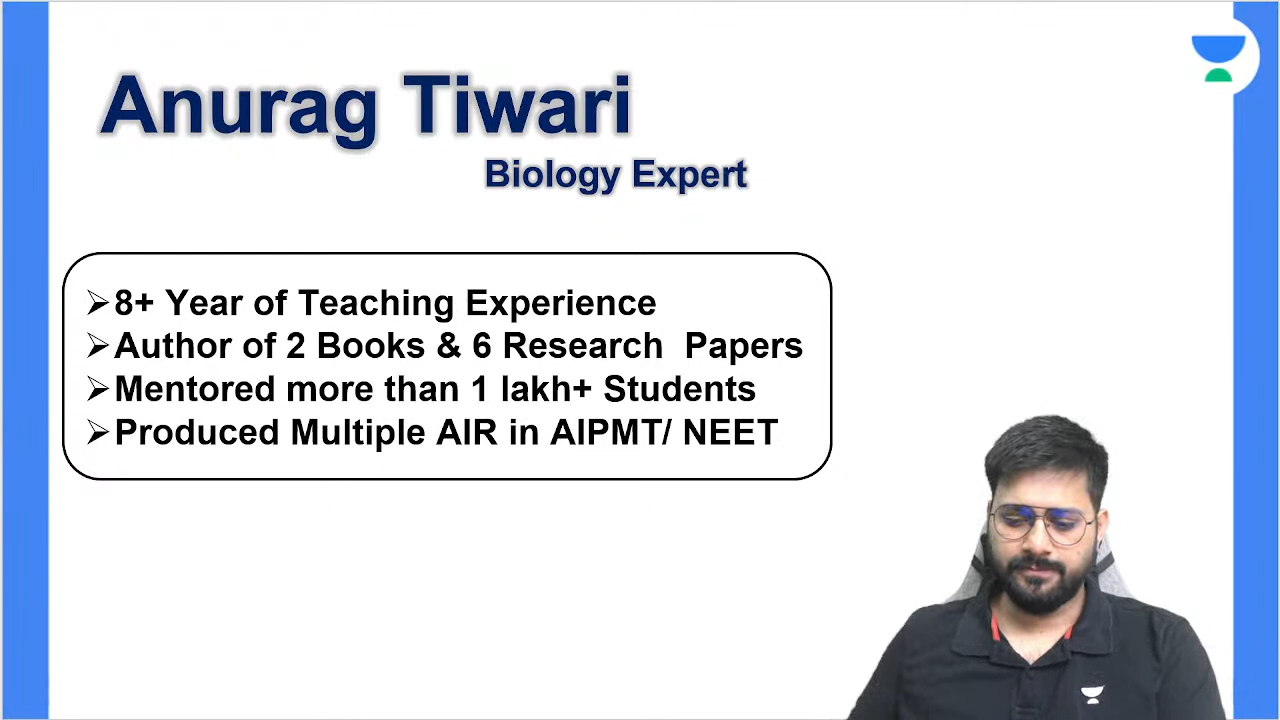 Anurag Tiwari
Biology Expert
➢8+ Year of Teaching Experience
➢Author of 2 Books & 6 Research Papers
➢Mentored more than 1 lakh+ Students
➢Produced Multiple AIR in AIPMT/ NEET